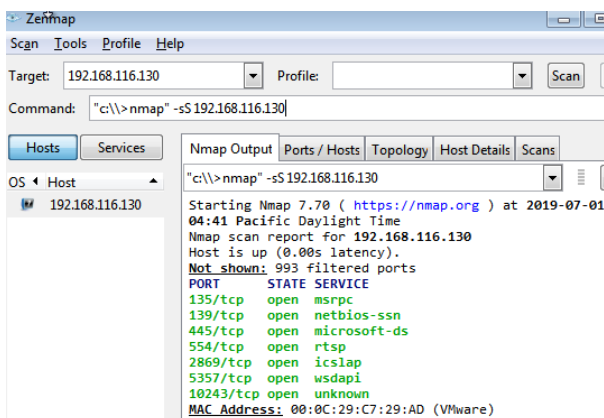 Zenmap
Scan Tools Profile Help
Target: 192.168.116.130 Profile: Scan
Command: "c:\\>nmap" -sS 192.168.116.130
Hosts Services Nmap Output Ports / Hosts Topology Host Details Scans
"c:\\>nmap" -sS 192.168.116.130
OS Host
192.168.116.130
Starting Nmap 7.70 ( https://nmap.org ) at 2019-07-01
04:41 Pacific Daylight Time
Nmap scan report for 192.168.116.130
Host is up (0.00s latency).
Not shown: 993 filtered ports
PORT STATE SERVICE
135/tcp open msrpc
139/tcp open netbios-ssn
445/tcp open microsoft-ds
554/tcp open rtsp
2869/tcp open icslap
5357/tcp open wsdapi
10243/tcp open unknown
MAC Address: 00:0C:29:C7:29:AD (VMware)